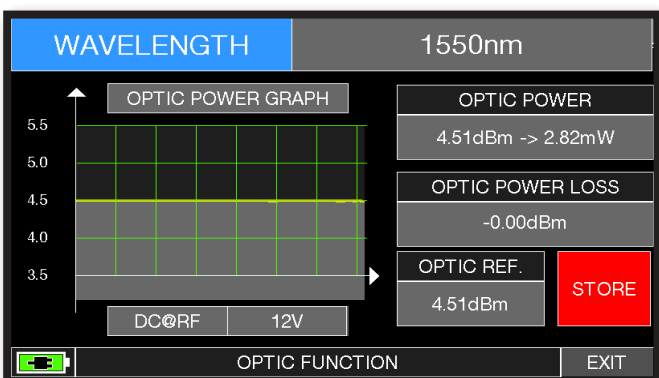 WAVELENGTH 1550nm
OPTIC POWER GRAPH
5.5
5.0
4.5
4.0
3.5
DC@RF 12V
OPTIC POWER
4.51dBm -> 2.82mW
OPTIC POWER LOSS
-0.00dBm
OPTIC REF.
4.51dBm
STORE
OPTIC FUNCTION
EXIT